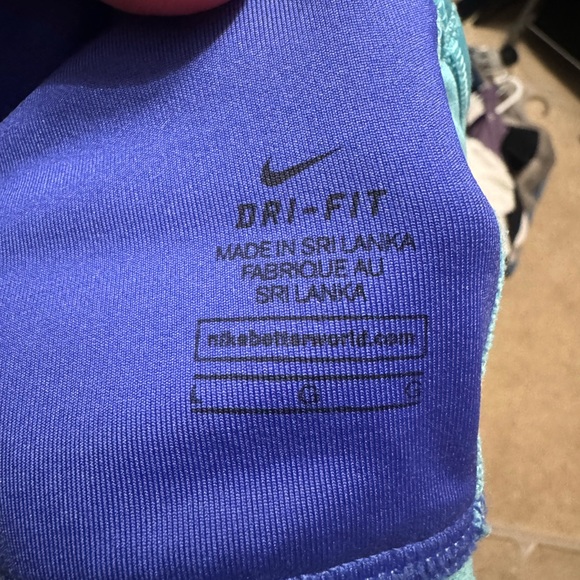 DRI-FIT
MADE IN SRI LANKA
FABRIQUE AU
SRI LANKA
nikebetterworld.com
L G G